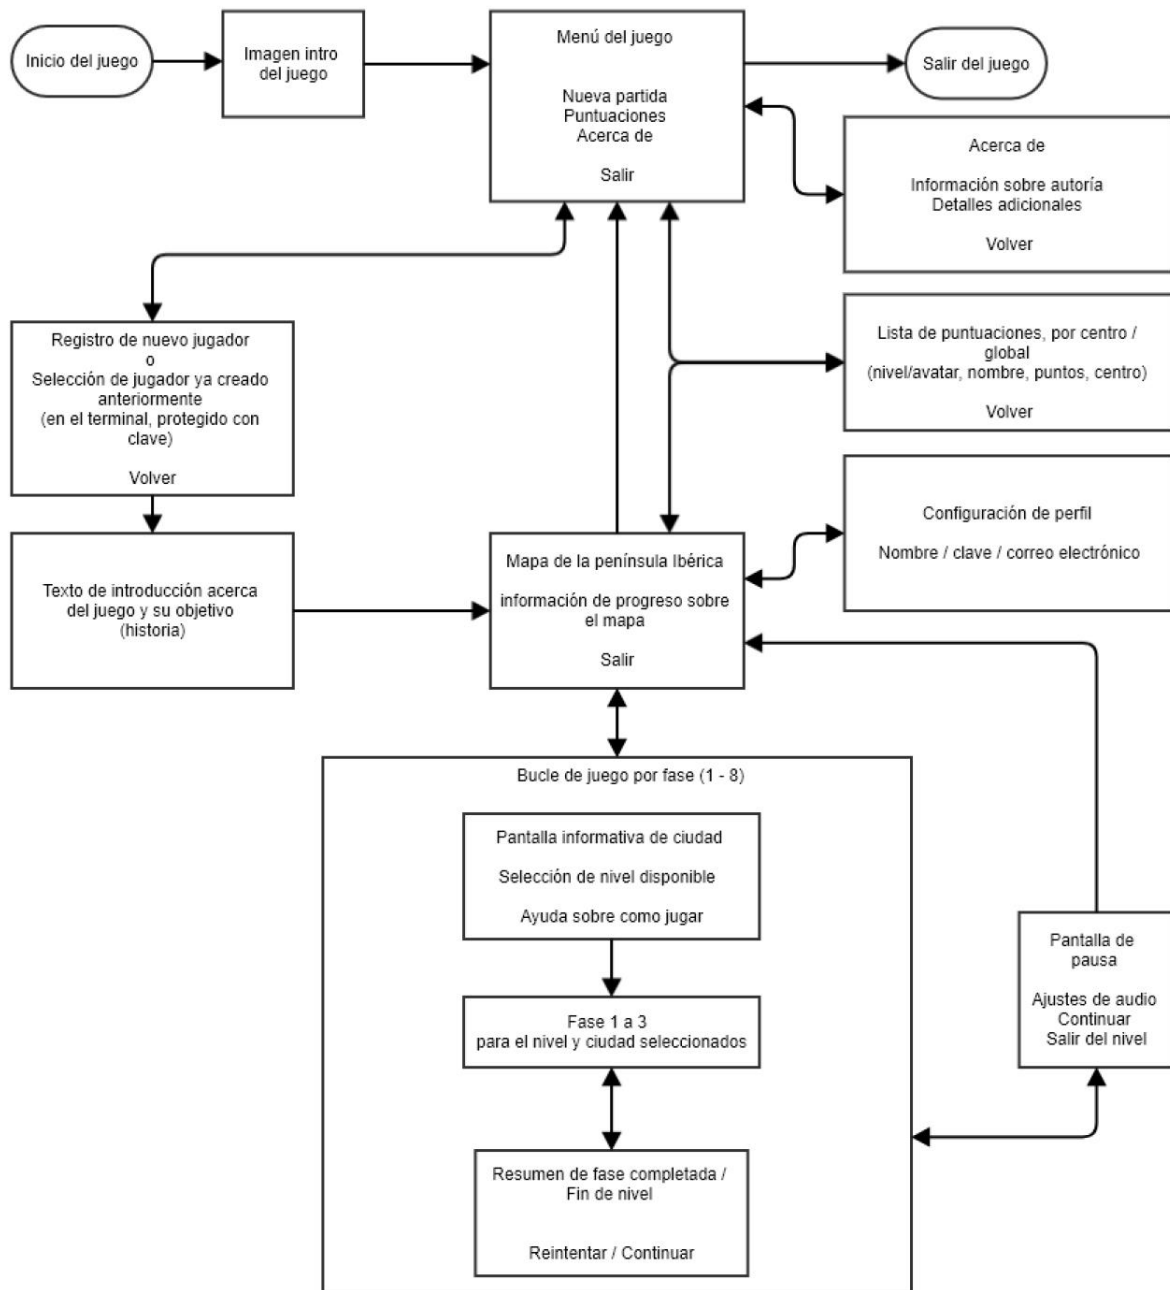 Inicio del juego
Imagen intro
del juego
Menú del juego
Nueva partida
Puntuaciones
Acerca de
Salir
Salir del juego
Acerca de
Información sobre autoría
Detalles adicionales
Volver
Registro de nuevo jugador
o
Selección de jugador ya creado
anteriormente
(en el terminal, protegido con
clave)
Volver
Lista de puntuaciones, por centro /
global
(nivel/avatar, nombre, puntos, centro)
Volver
Texto de introducción acerca
del juego y su objetivo
(historia)
Mapa de la península Ibérica
información de progreso sobre
el mapa
Salir
Configuración de perfil
Nombre / clave / correo electrónico
Bucle de juego por fase (1 - 8)
Pantalla informativa de ciudad
Selección de nivel disponible
Ayuda sobre como jugar
Fase 1 a 3
para el nivel y ciudad seleccionados
Resumen de fase completada /
Fin de nivel
Reintentar / Continuar
Pantalla de
pausa
Ajustes de audio
Continuar
Salir del nivel